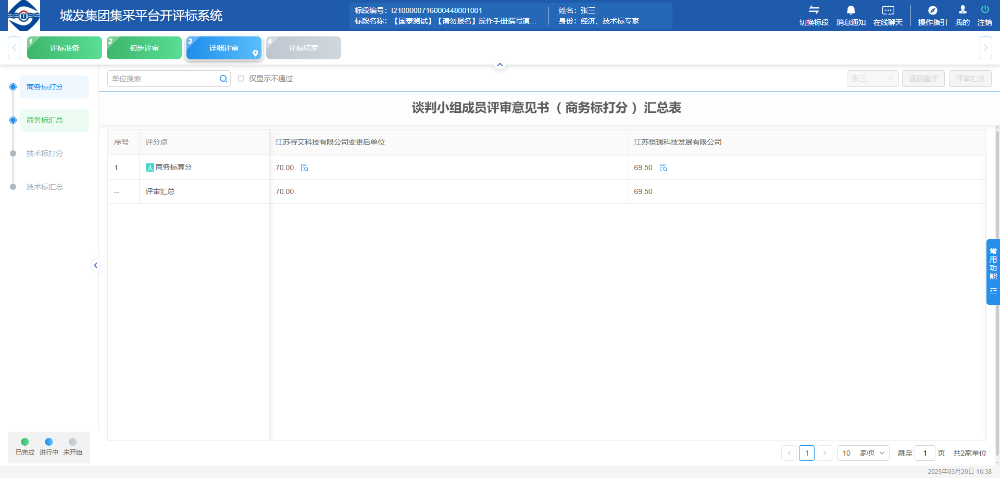 城发集团集采平台开评标系统
标段编号：I2100000716000448001001
标段名称：【国泰测试】【请勿报名】操作手册撰写演...
姓名：张三
身份：经济、技术标专家
切换标段
消息通知
在线聊天
操作指引
我的
注销
1 评标准备
2 初步评审
3 详细评审
4 评标结束
商务标打分
商务标汇总
技术标打分
技术标汇总
单位搜索
仅显示不通过
张三
退回重评
评审汇总
谈判小组成员评审意见书（商务标打分）汇总表
序号 评分点 江苏寻艾科技有限公司变更后单位 江苏恒瑞科技发展有限公司
1 人 商务标算分 70.00 69.50
-- 评审汇总 70.00 69.50
常用功能
已完成 进行中 未开始
1 10 家/页 跳至 1 页 共2家单位
2025年03月20日 16:38